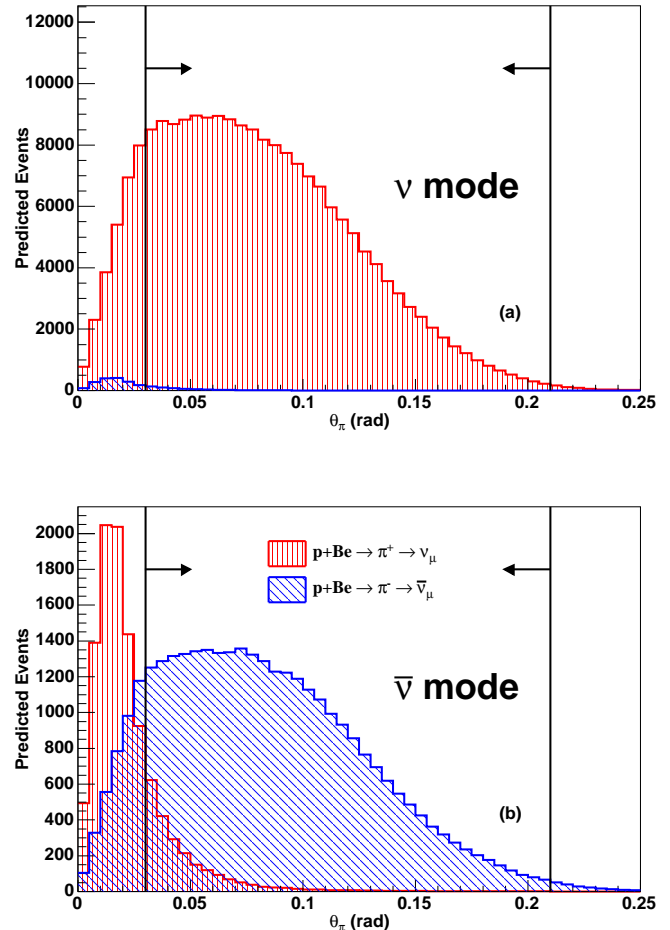 Predicted Events
12000
10000
8000
6000
4000
2000
0
ν mode
(a)
0 0.05 0.1 0.15 0.2 0.25
θπ (rad)
Predicted Events
2000
1800
1600
1400
1200
1000
800
600
400
200
0
p+Be → π⁺ → νμ
p+Be → π⁻ → ν̅μ
ν̅ mode
(b)
0 0.05 0.1 0.15 0.2 0.25
θπ (rad)